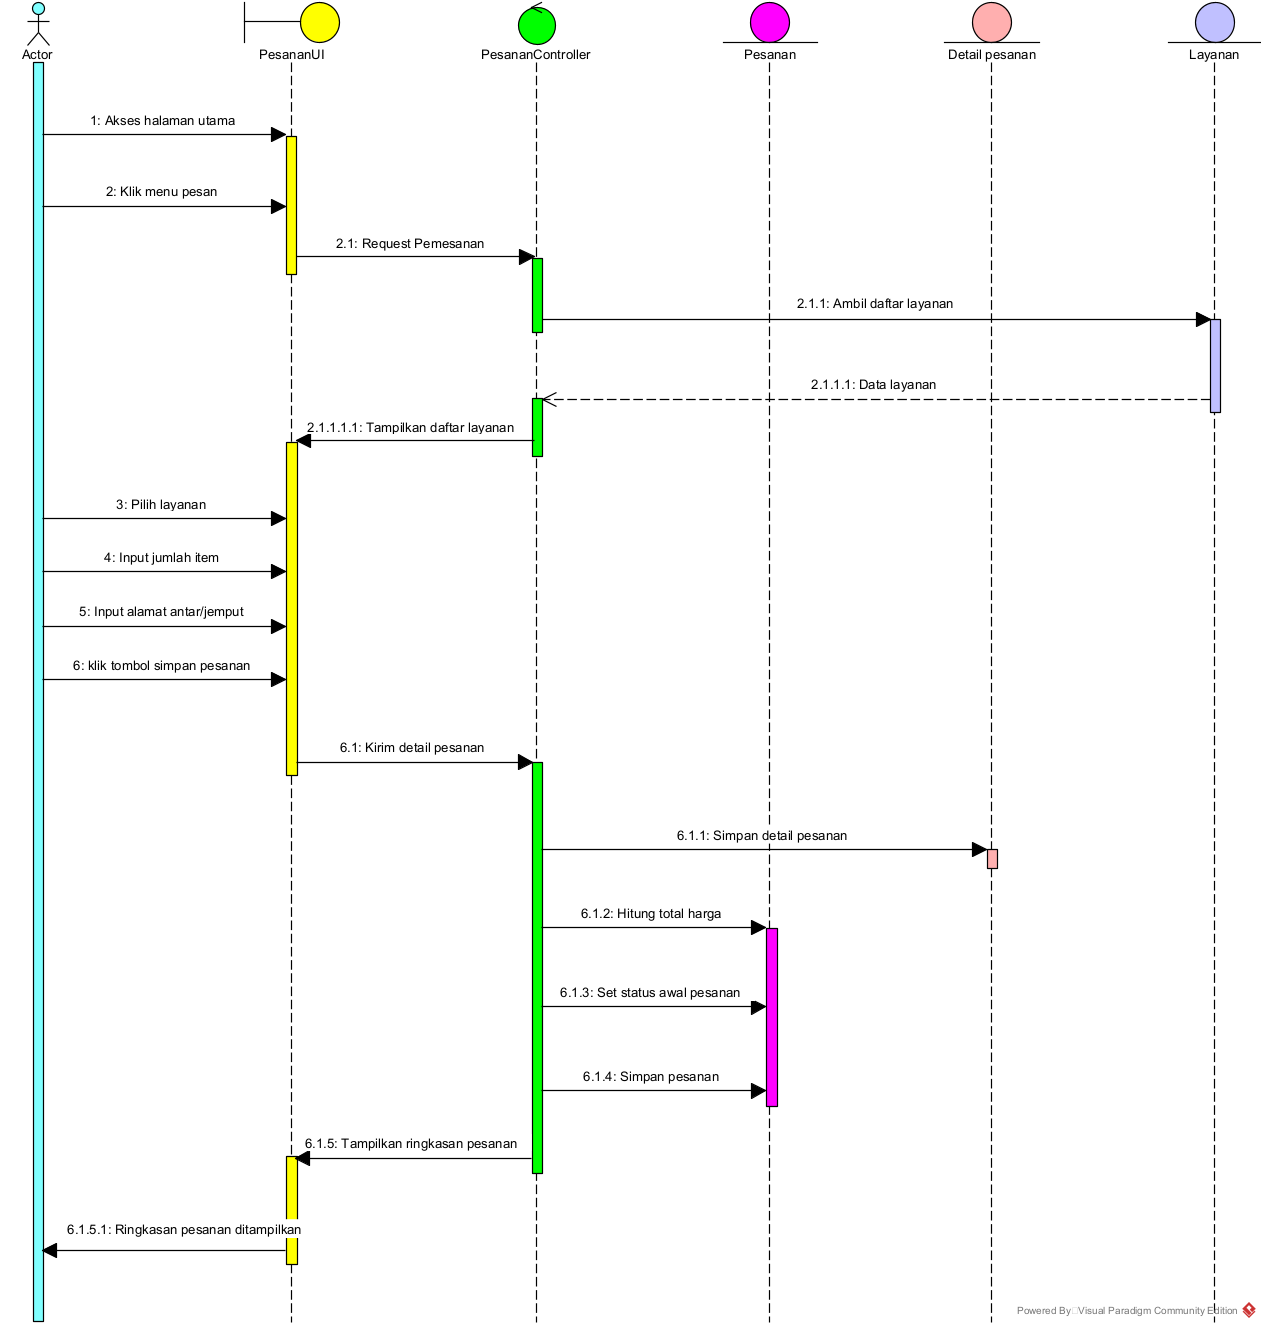 Actor
PesananUI
PesananController
Pesanan
Detail pesanan
Layanan
1: Akses halaman utama
2: Klik menu pesan
2.1: Request Pemesanan
2.1.1: Ambil daftar layanan
2.1.1.1: Data layanan
2.1.1.1.1: Tampilkan daftar layanan
3: Pilih layanan
4: Input jumlah item
5: Input alamat antar/jemput
6: klik tombol simpan pesanan
6.1: Kirim detail pesanan
6.1.1: Simpan detail pesanan
6.1.2: Hitung total harga
6.1.3: Set status awal pesanan
6.1.4: Simpan pesanan
6.1.5: Tampilkan ringkasan pesanan
6.1.5.1: Ringkasan pesanan ditampilkan
Powered By Visual Paradigm Community Edition